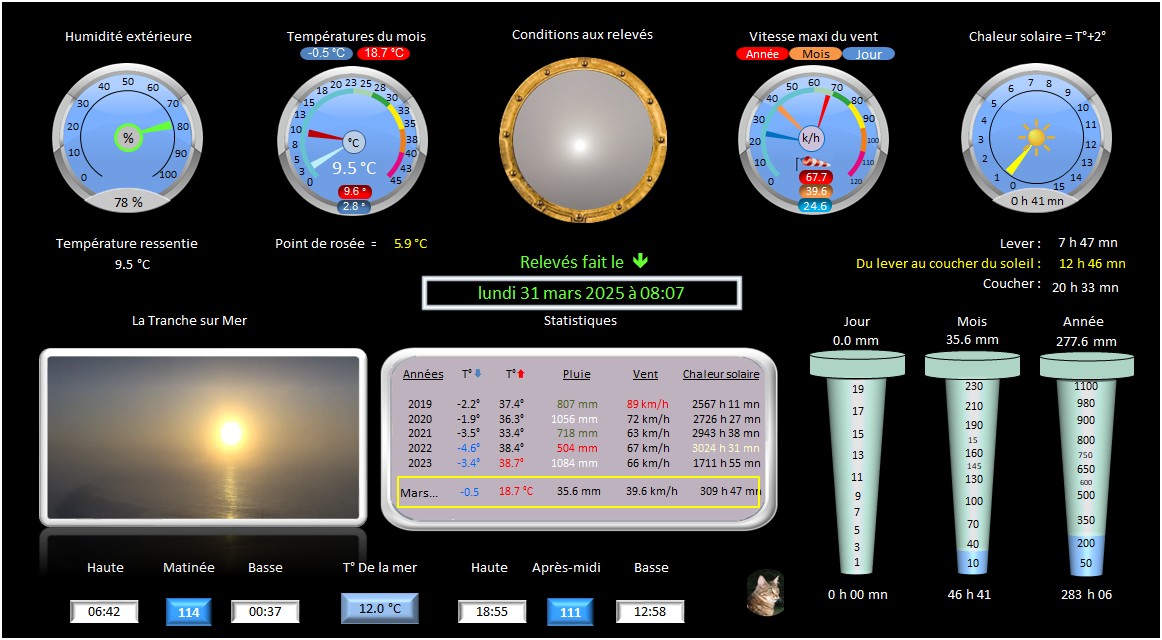 Humidité extérieure
Températures du mois
Conditions aux relevés
Vitesse maxi du vent
Chaleur solaire = T°+2°
-0.5 °C 18.7 °C
Année Mois Jour
0 10 20 30 40 50 60 70 80 90 100
%
78 %
0 3 5 8 10 13 15 18 20 23 25 28 30 33 35 38 40 43 45
°C
9.5 °C
9.6 °
2.8 °
0 10 20 30 40 50 60 70 80 90 100 110 120
k/h
67.7
39.6
24.6
0 1 2 3 4 5 6 7 8 9 10 11 12 13 14 15
0 h 41 mn
Température ressentie
9.5 °C
Point de rosée = 5.9 °C
Relevés fait le
lundi 31 mars 2025 à 08:07
Lever : 7 h 47 mn
Du lever au coucher du soleil : 12 h 46 mn
Coucher : 20 h 33 mn
La Tranche sur Mer
Statistiques
Années T° T° Pluie Vent Chaleur solaire
2019 -2.2° 37.4° 807 mm 89 km/h 2567 h 11 mn
2020 -1.9° 36.3° 1056 mm 72 km/h 2726 h 27 mn
2021 -3.5° 33.4° 718 mm 63 km/h 2943 h 38 mn
2022 -4.6° 38.4° 504 mm 67 km/h 3024 h 31 mn
2023 -3.4° 38.7° 1084 mm 66 km/h 1711 h 55 mn
Mars... -0.5 18.7 °C 35.6 mm 39.6 km/h 309 h 47 mn
Jour Mois Année
0.0 mm 35.6 mm 277.6 mm
19 17 15 13 11 9 7 5 3 1
230 210 190 15 160 145 130 100 70 40 10
1100 980 900 800 750 650 600 500 350 200 50
0 h 00 mn 46 h 41 283 h 06
Haute Matinée Basse T° De la mer Haute Après-midi Basse
06:42 114 00:37 12.0 °C 18:55 111 12:58